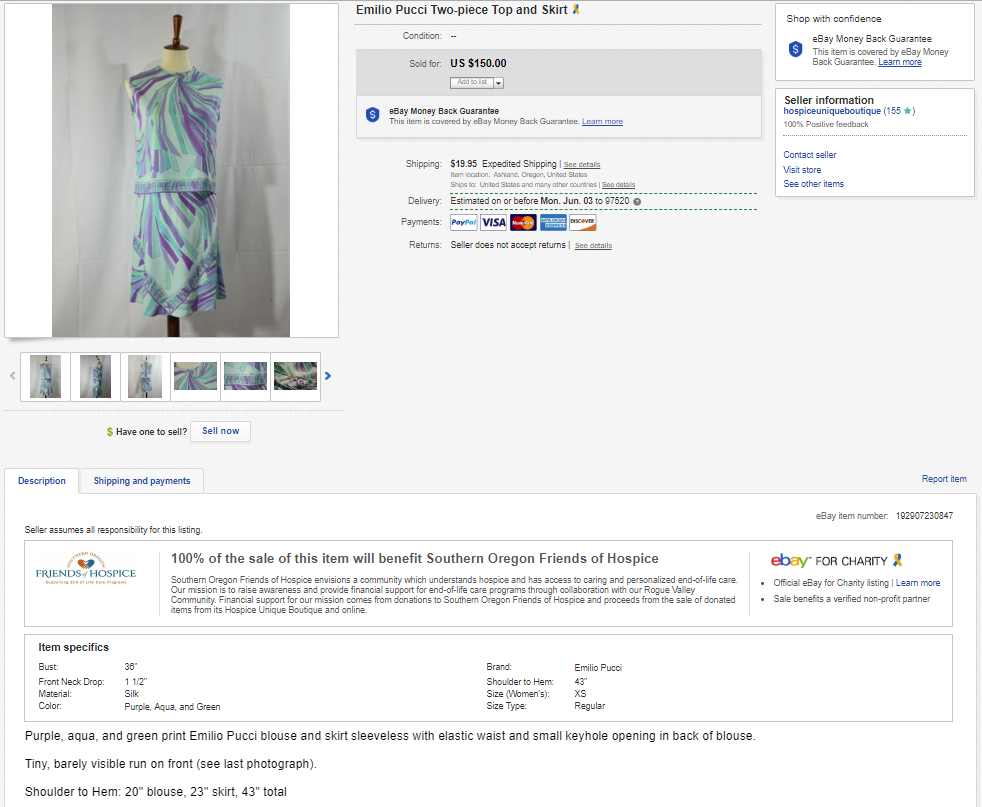 Emilio Pucci Two-piece Top and Skirt
Condition: --
Sold for: US $150.00
Add to list
eBay Money Back Guarantee
This item is covered by eBay Money Back Guarantee. Learn more
Shipping: $19.95 Expedited Shipping | See details
Item location: Ashland, Oregon, United States
Ships to: United States and many other countries | See details
Delivery: Estimated on or before Mon. Jun. 03 to 97520
Payments: PayPal VISA MasterCard AMERICAN EXPRESS DISCOVER
Returns: Seller does not accept returns | See details
Shop with confidence
eBay Money Back Guarantee
This item is covered by eBay Money
Back Guarantee. Learn more
Seller information
hospiceuniqueboutique (155 ★)
100% Positive feedback
Contact seller
Visit store
See other items
$ Have one to sell? Sell now
Description
Shipping and payments
Report item
eBay item number: 192907230847
Seller assumes all responsibility for this listing.
SOUTHERN OREGON
FRIENDS of HOSPICE
Supporting end-of-life Care Programs
100% of the sale of this item will benefit Southern Oregon Friends of Hospice
Southern Oregon Friends of Hospice envisions a community which understands hospice and has access to caring and personalized end-of-life care.
Our mission is to raise awareness and provide financial support for end-of-life care programs through collaboration with our Rogue Valley
Community. Financial support for our mission comes from donations to Southern Oregon Friends of Hospice and proceeds from the sale of donated
items from its Hospice Unique Boutique and online.
ebay FOR CHARITY
Official eBay for Charity listing | Learn more
Sale benefits a verified non-profit partner
Item specifics
Bust: 36" Brand: Emilio Pucci
Front Neck Drop: 1 1/2" Shoulder to Hem: 43"
Material: Silk Size (Women's): XS
Color: Purple, Aqua, and Green Size Type: Regular
Purple, aqua, and green print Emilio Pucci blouse and skirt sleeveless with elastic waist and small keyhole opening in back of blouse.
Tiny, barely visible run on front (see last photograph).
Shoulder to Hem: 20" blouse, 23" skirt, 43" total